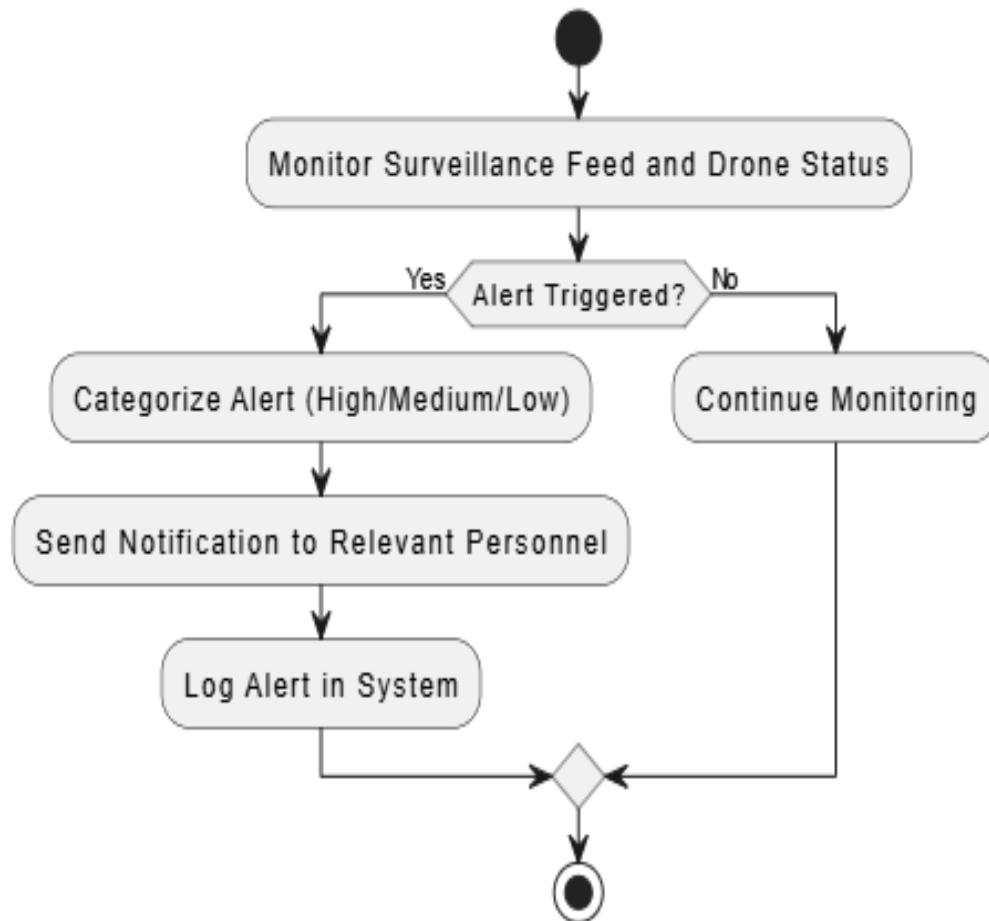 Monitor Surveillance Feed and Drone Status
Yes
Alert Triggered?
No
Categorize Alert (High/Medium/Low)
Continue Monitoring
Send Notification to Relevant Personnel
Log Alert in System